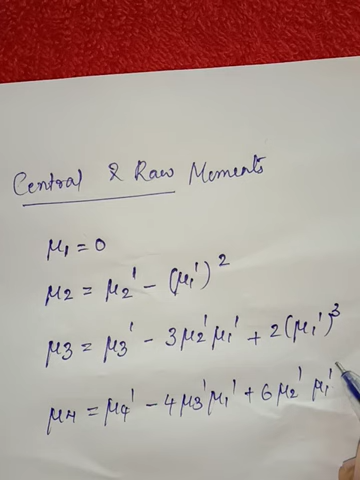 Central & Raw Moments
μ1 = 0
μ2 = μ2' - (μ1')^2
μ3 = μ3' - 3μ2'μ1' + 2(μ1')^3
μ4 = μ4' - 4μ3'μ1' + 6μ2'μ1'